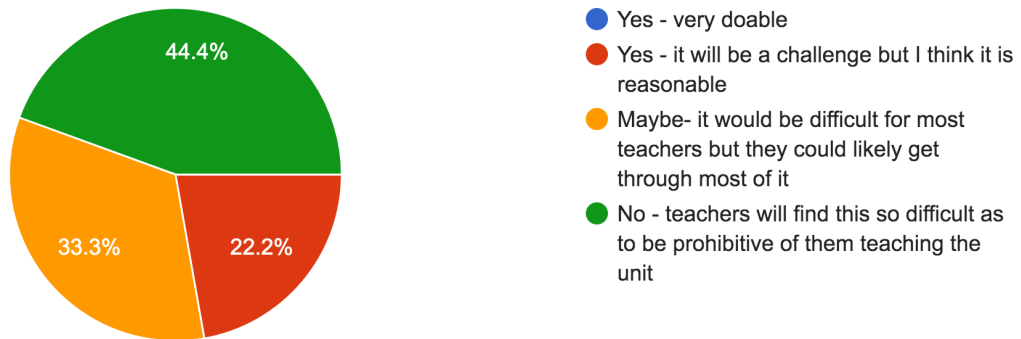 44.4%
33.3%
22.2%
Yes - very doable
Yes - it will be a challenge but I think it is
reasonable
Maybe- it would be difficult for most
teachers but they could likely get
through most of it
No - teachers will find this so difficult as
to be prohibitive of them teaching the
unit